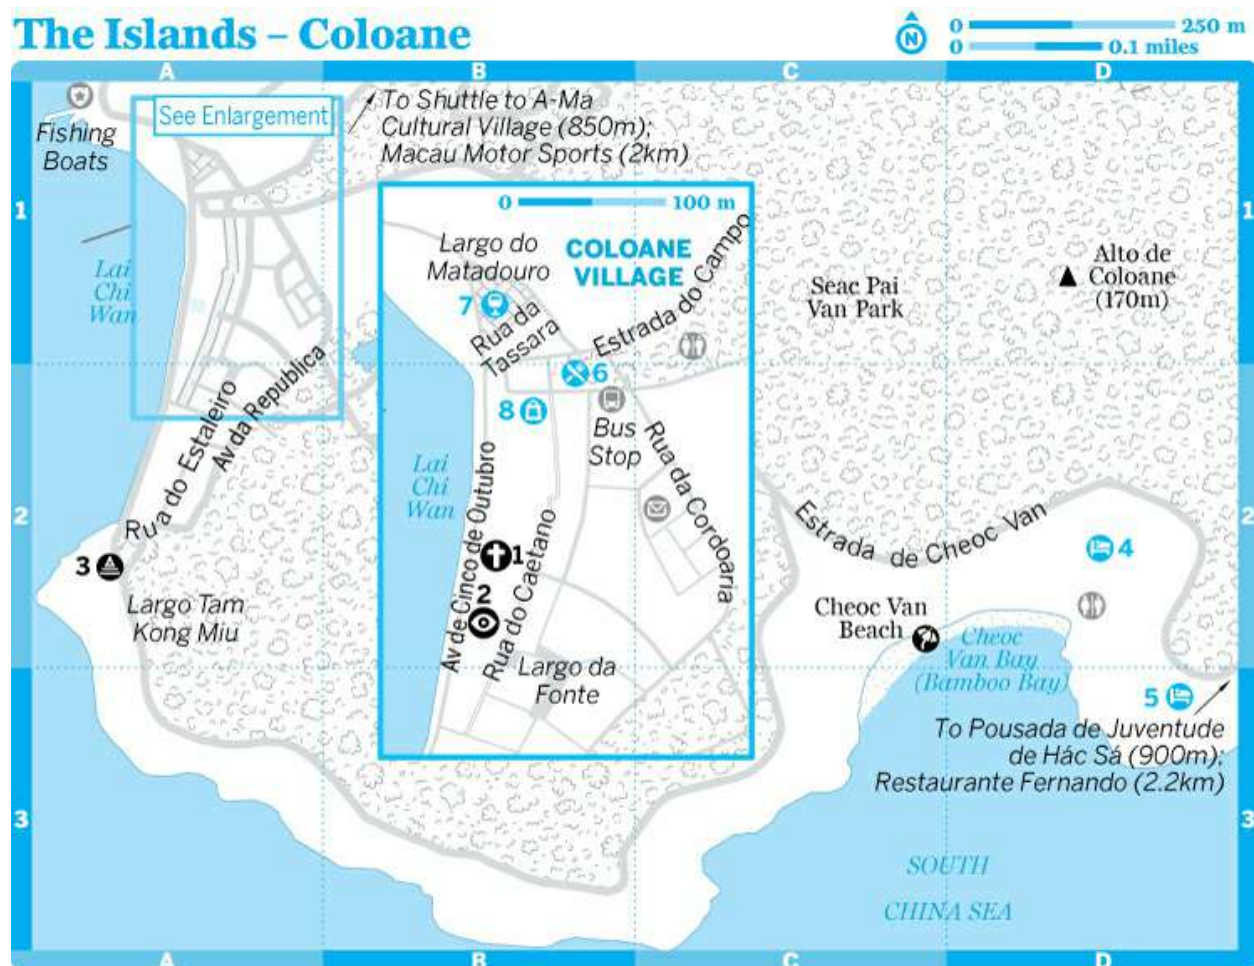 The Islands – Coloane
N
0 250 m
0 0.1 miles
A B C D
See Enlargement
Fishing
Boats
To Shuttle to A-Ma
Cultural Village (850m);
Macau Motor Sports (2km)
1
1
Lai
Chi
Wan
0 100 m
Largo do
Matadouro
COLOANE
VILLAGE
7
Rua da
Tassara
Estrada do Campo
6
8
Bus
Stop
Lai
Chi
Wan
Rua da Cordoaria
Av de Cinco de Outubro
1
2
Rua do Caetano
Largo da
Fonte
Seac Pai
Van Park
Alto de
Coloane
(170m)
Rua do Estaleiro
Av da Republica
2
2
3
Largo Tam
Kong Miu
Estrada de Cheoc Van
4
Cheoc Van
Beach
Cheoc
Van Bay
(Bamboo Bay)
5
To Pousada de Juventude
de Hác Sá (900m);
Restaurante Fernando (2.2km)
3
3
SOUTH
CHINA SEA
A B C D